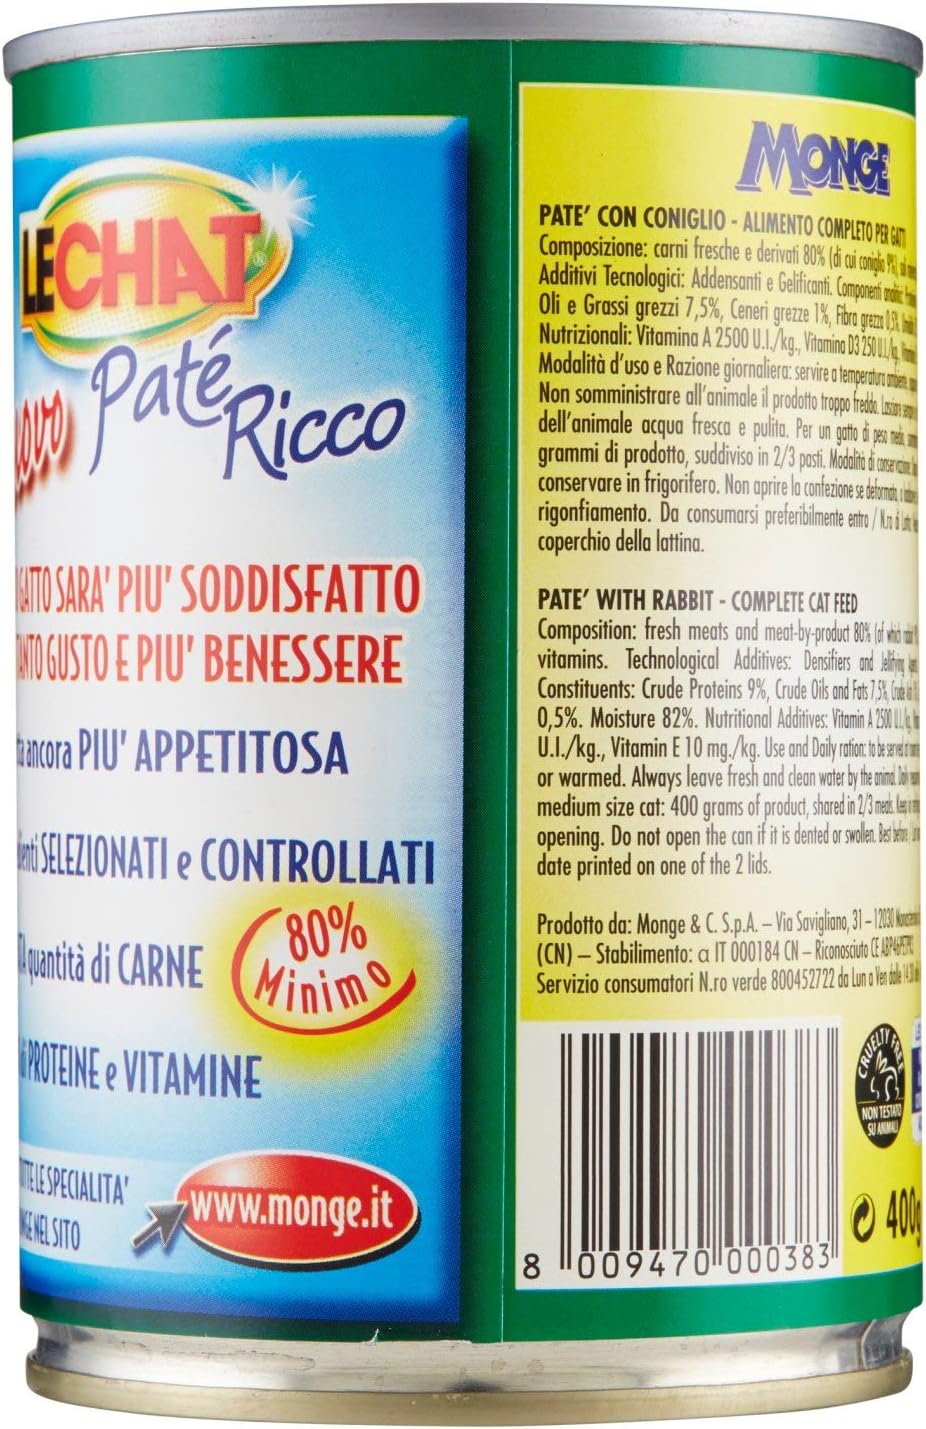 LECHAT
Paté
Ricco
GATTO SARA' PIU' SODDISFATTO
GUSTO E PIU' BENESSERE
ancora PIU' APPETITOSA
SELEZIONATI e CONTROLLATI
quantità di CARNE
80%
Minimo
di PROTEINE e VITAMINE
LE SPECIALITA'
NEL SITO
www.monge.it
MONGE
PATE' CON CONIGLIO - ALIMENTO COMPLETO PER GATTI
Composizione: carni fresche e derivati 80% (di cui coniglio 9%),
Additivi Tecnologici: Addensanti e Gelificanti. Componenti
Oli e Grassi grezzi 7,5%, Ceneri grezze 1%, Fibra grezza 0,5%,
Nutrizionali: Vitamina A 2500 U.I./kg., Vitamina D3 250 U.I./kg.,
Modalità d'uso e Razione giornaliera: servire a temperatura ambiente,
Non somministrare all'animale il prodotto troppo freddo. Lasciare
dell'animale acqua fresca e pulita. Per un gatto di peso medio,
grammi di prodotto, suddiviso in 2/3 pasti. Modalità di conservazione:
conservare in frigorifero. Non aprire la confezione se deformata, o
rigonfiamento. Da consumarsi preferibilmente entro / N.ro di
coperchio della lattina.
PATE' WITH RABBIT - COMPLETE CAT FEED
Composition: fresh meats and meat-by-product 80% (of which
vitamins. Technological Additives: Densifiers and Jellifying
Constituents: Crude Proteins 9%, Crude Oils and Fats 7,5%, Crude
0,5%. Moisture 82%. Nutritional Additives: Vitamin A 2500 U.I./kg.,
U.I./kg., Vitamin E 10 mg./kg. Use and Daily ration: to be served at
or warmed. Always leave fresh and clean water by the animal. Daily
medium size cat: 400 grams of product, shared in 2/3 meals. Keep
opening. Do not open the can if it is dented or swollen. Best before /
date printed on one of the 2 lids.
Prodotto da: Monge & C. S.p.A. – Via Savigliano, 31 – 12030
(CN) – Stabilimento: α IT 000184 CN – Riconosciuto CE
Servizio consumatori N.ro verde 800452722 da Lun a Ven dalle
CRUELTY FREE
NON TESTATO
SU ANIMALI
400g
8 009470 000383